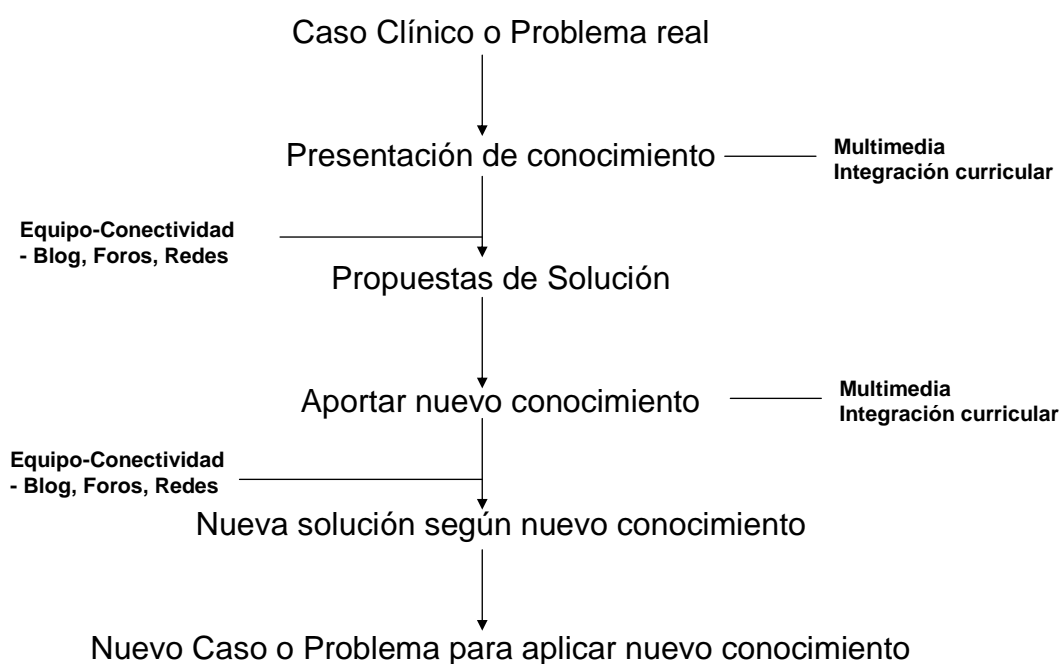 Caso Clínico o Problema real
Presentación de conocimiento
Multimedia
Integración curricular
Equipo-Conectividad
- Blog, Foros, Redes
Propuestas de Solución
Aportar nuevo conocimiento
Multimedia
Integración curricular
Equipo-Conectividad
- Blog, Foros, Redes
Nueva solución según nuevo conocimiento
Nuevo Caso o Problema para aplicar nuevo conocimiento